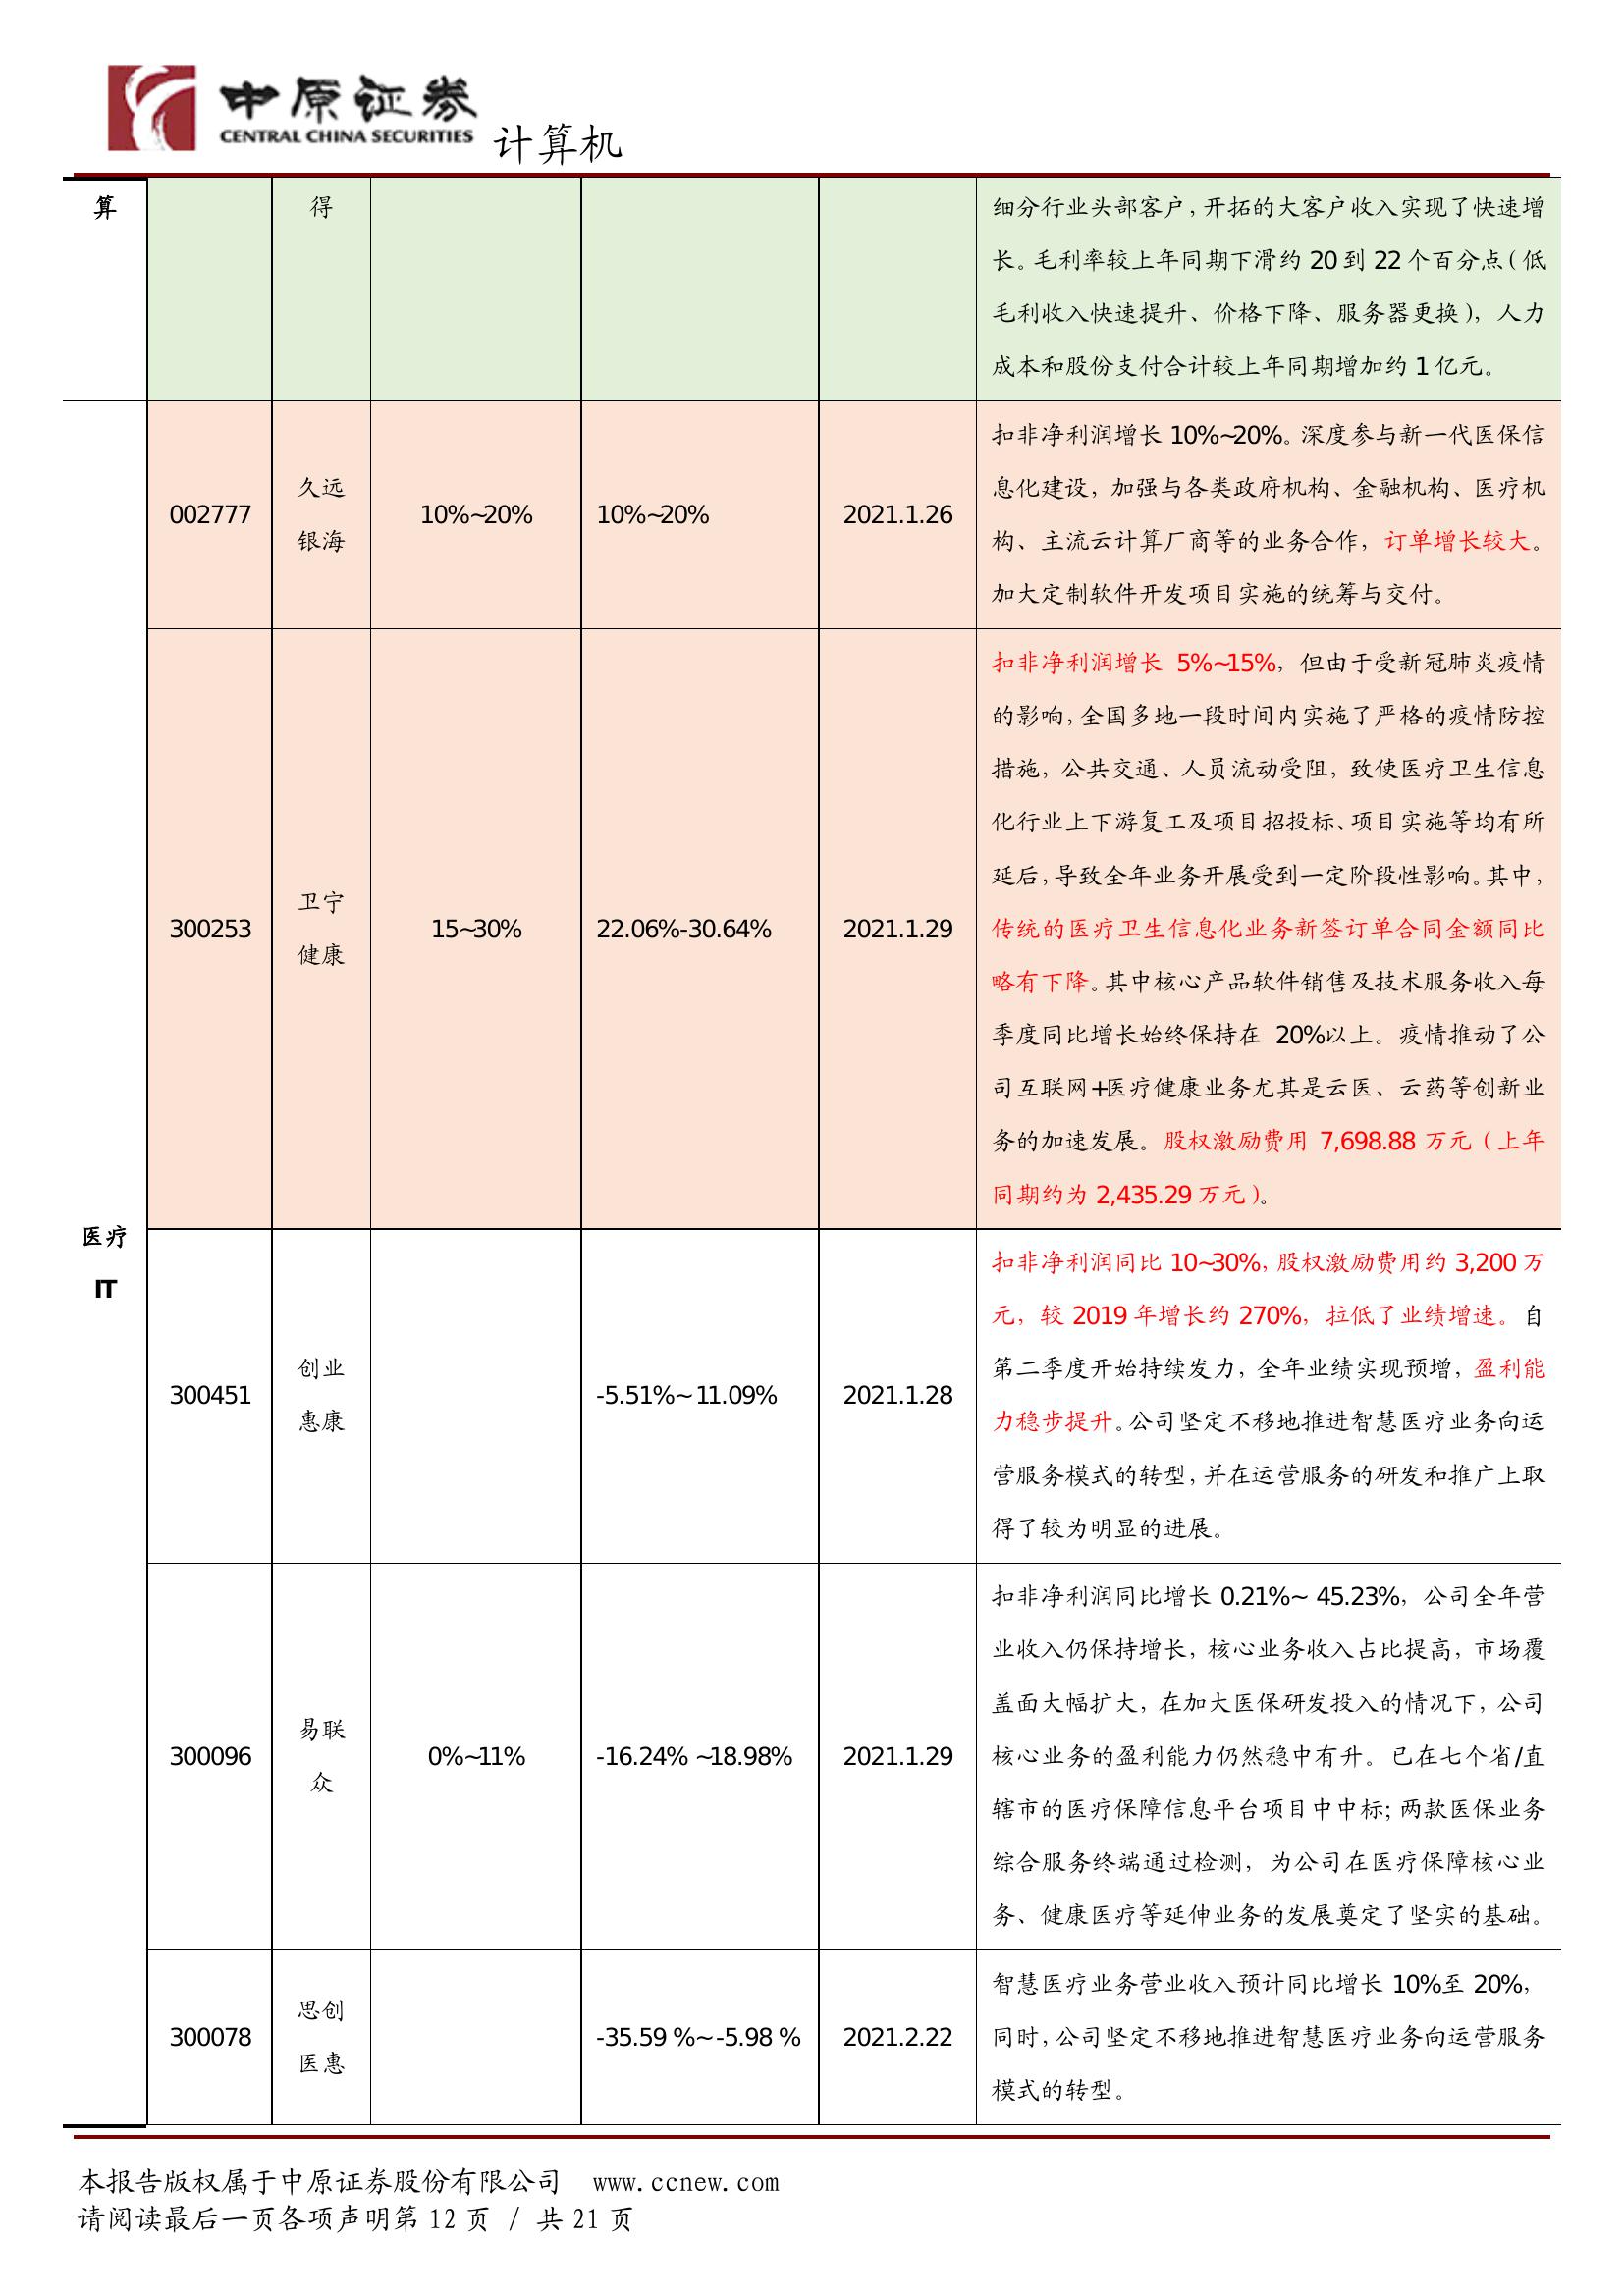 中原证券
CENTRAL CHINA SECURITIES
计算机
算
得
细分行业头部客户，开拓的大客户收入实现了快速增
长。毛利率较上年同期下滑约 20 到 22 个百分点（低
毛利收入快速提升、价格下降、服务器更换），人力
成本和股份支付合计较上年同期增加约 1 亿元。
医疗
IT
002777
久远
银海
10%~20%
10%~20%
2021.1.26
扣非净利润增长 10%~20%。深度参与新一代医保信
息化建设，加强与各类政府机构、金融机构、医疗机
构、主流云计算厂商等的业务合作，订单增长较大。
加大定制软件开发项目实施的统筹与交付。
300253
卫宁
健康
15~30%
22.06%-30.64%
2021.1.29
扣非净利润增长 5%~15%，但由于受新冠肺炎疫情
的影响，全国多地一段时间内实施了严格的疫情防控
措施，公共交通、人员流动受阻，致使医疗卫生信息
化行业上下游复工及项目招投标、项目实施等均有所
延后，导致全年业务开展受到一定阶段性影响。其中，
传统的医疗卫生信息化业务新签订单合同金额同比
略有下降。其中核心产品软件销售及技术服务收入每
季度同比增长始终保持在 20%以上。疫情推动了公
司互联网+医疗健康业务尤其是云医、云药等创新业
务的加速发展。股权激励费用 7,698.88 万元（上年
同期约为 2,435.29 万元）。
300451
创业
惠康
-5.51%~ 11.09%
2021.1.28
扣非净利润同比 10~30%，股权激励费用约 3,200 万
元，较 2019 年增长约 270%，拉低了业绩增速。自
第二季度开始持续发力，全年业绩实现预增，盈利能
力稳步提升。公司坚定不移地推进智慧医疗业务向运
营服务模式的转型，并在运营服务的研发和推广上取
得了较为明显的进展。
300096
易联
众
0%~11%
-16.24% ~18.98%
2021.1.29
扣非净利润同比增长 0.21%~ 45.23%，公司全年营
业收入仍保持增长，核心业务收入占比提高，市场覆
盖面大幅扩大，在加大医保研发投入的情况下，公司
核心业务的盈利能力仍然稳中有升。已在七个省/直
辖市的医疗保障信息平台项目中中标；两款医保业务
综合服务终端通过检测，为公司在医疗保障核心业
务、健康医疗等延伸业务的发展奠定了坚实的基础。
300078
思创
医惠
-35.59 %~ -5.98 %
2021.2.22
智慧医疗业务营业收入预计同比增长 10%至 20%，
同时，公司坚定不移地推进智慧医疗业务向运营服务
模式的转型。
本报告版权属于中原证券股份有限公司 www.ccnew.com
请阅读最后一页各项声明第 12 页 / 共 21 页